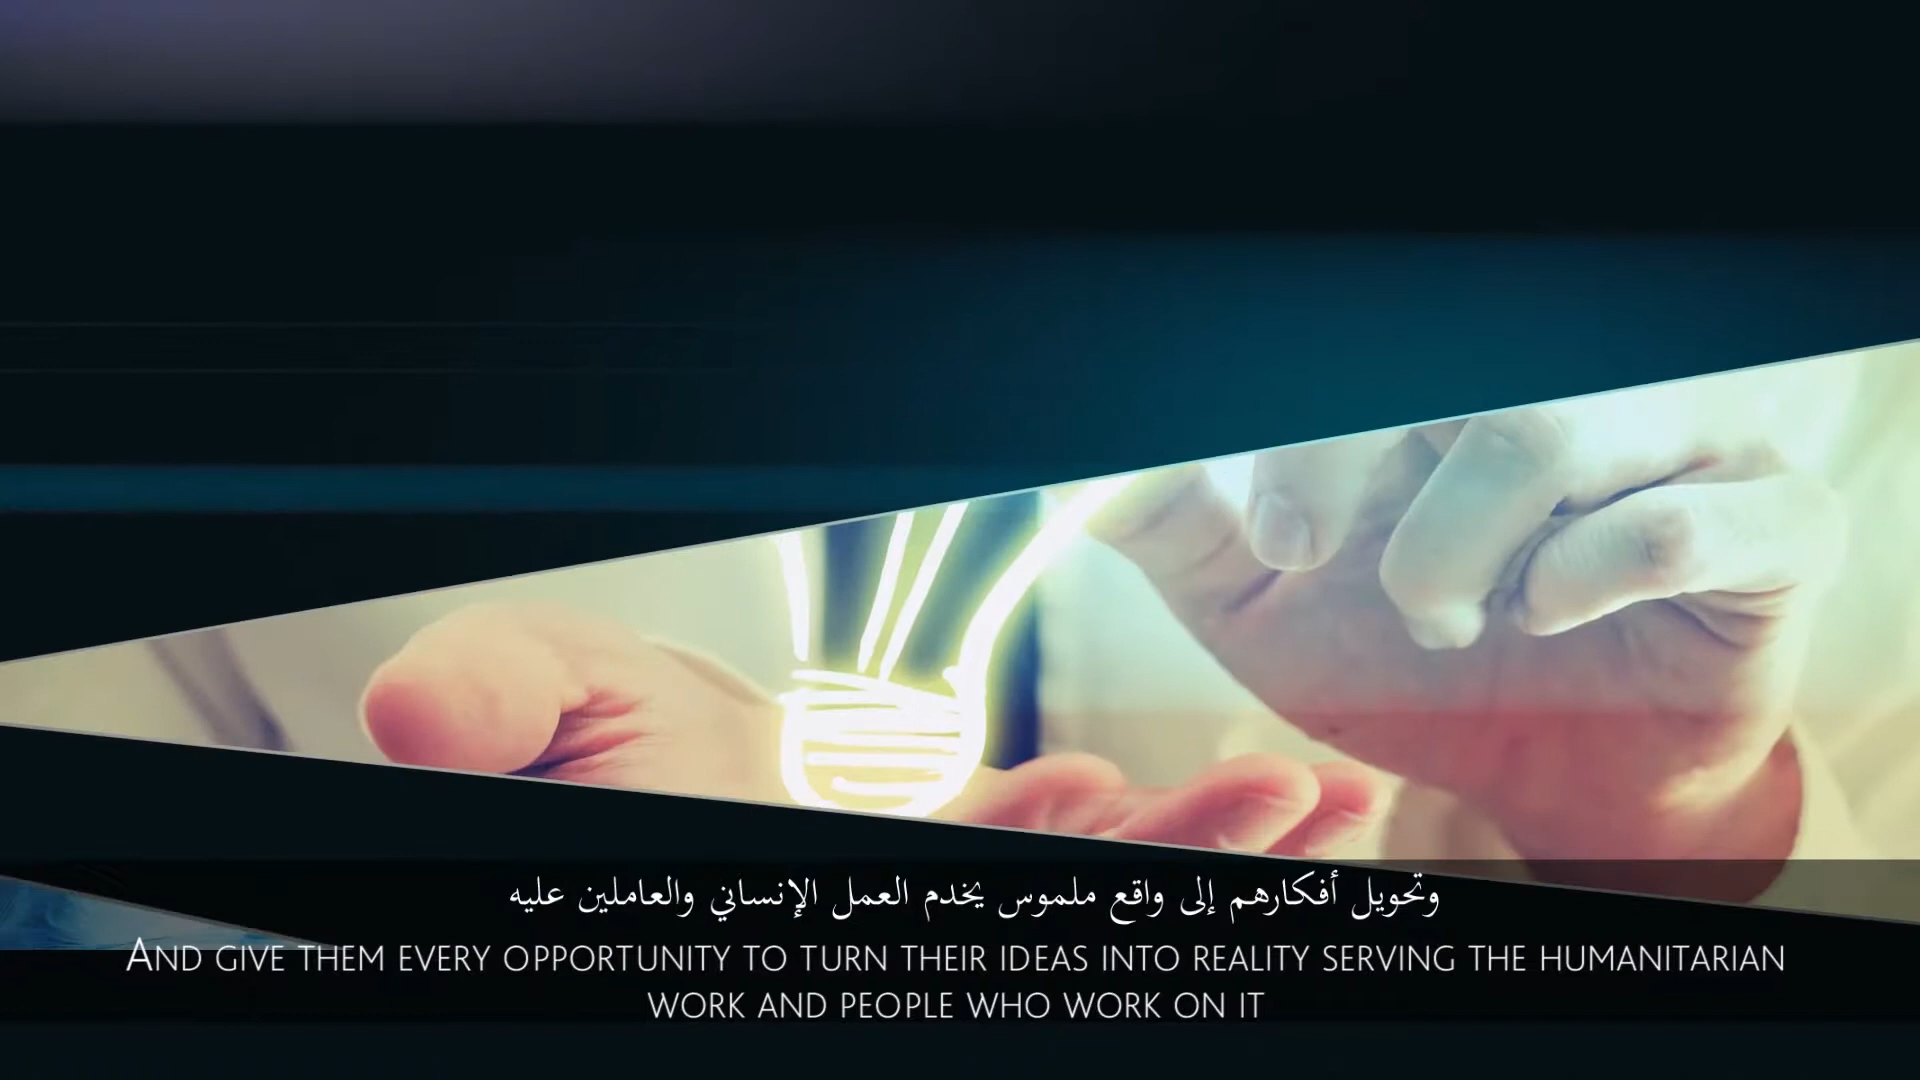 وتحويل أفكارهم إلى واقع ملموس يخدم العمل الإنساني والعاملين عليه
AND GIVE THEM EVERY OPPORTUNITY TO TURN THEIR IDEAS INTO REALITY SERVING THE HUMANITARIAN
WORK AND PEOPLE WHO WORK ON IT